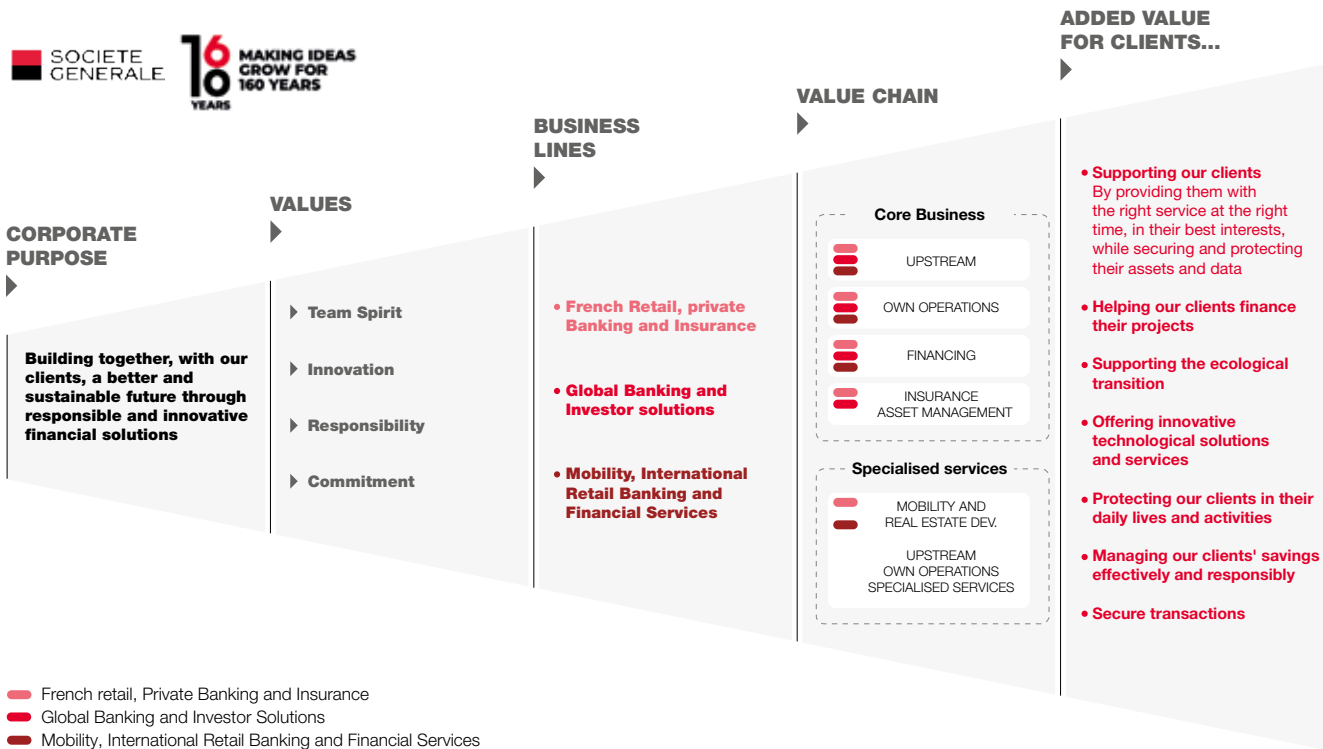 SOCIETE
GENERALE
160
YEARS
MAKING IDEAS
GROW FOR
160 YEARS
CORPORATE
PURPOSE
Building together, with our
clients, a better and
sustainable future through
responsible and innovative
financial solutions
VALUES
Team Spirit
Innovation
Responsibility
Commitment
BUSINESS
LINES
• French Retail, private
Banking and Insurance
• Global Banking and
Investor solutions
• Mobility, International
Retail Banking and
Financial Services
VALUE CHAIN
Core Business
UPSTREAM
OWN OPERATIONS
FINANCING
INSURANCE
ASSET MANAGEMENT
Specialised services
MOBILITY AND
REAL ESTATE DEV.
UPSTREAM
OWN OPERATIONS
SPECIALISED SERVICES
ADDED VALUE
FOR CLIENTS...
• Supporting our clients
By providing them with
the right service at the right
time, in their best interests,
while securing and protecting
their assets and data
• Helping our clients finance
their projects
• Supporting the ecological
transition
• Offering innovative
technological solutions
and services
• Protecting our clients in their
daily lives and activities
• Managing our clients' savings
effectively and responsibly
• Secure transactions
French retail, Private Banking and Insurance
Global Banking and Investor Solutions
Mobility, International Retail Banking and Financial Services